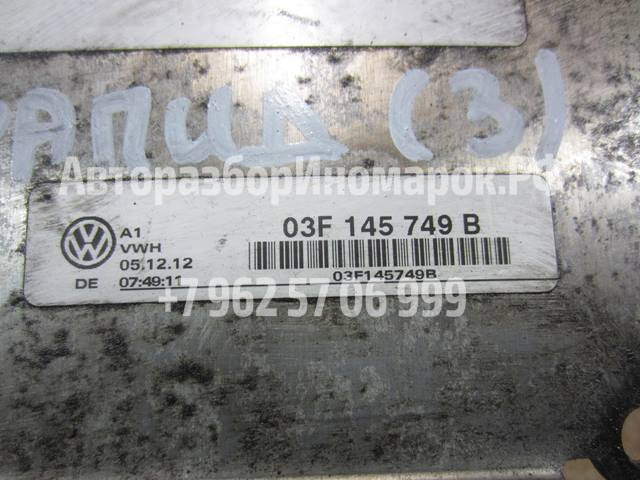 РАПИД (3)
АвторазборИномарок.РФ
A1
VWH
05.12.12
DE 07:49:11
03F 145 749 B
03F145749B
+7 962 57 06 999